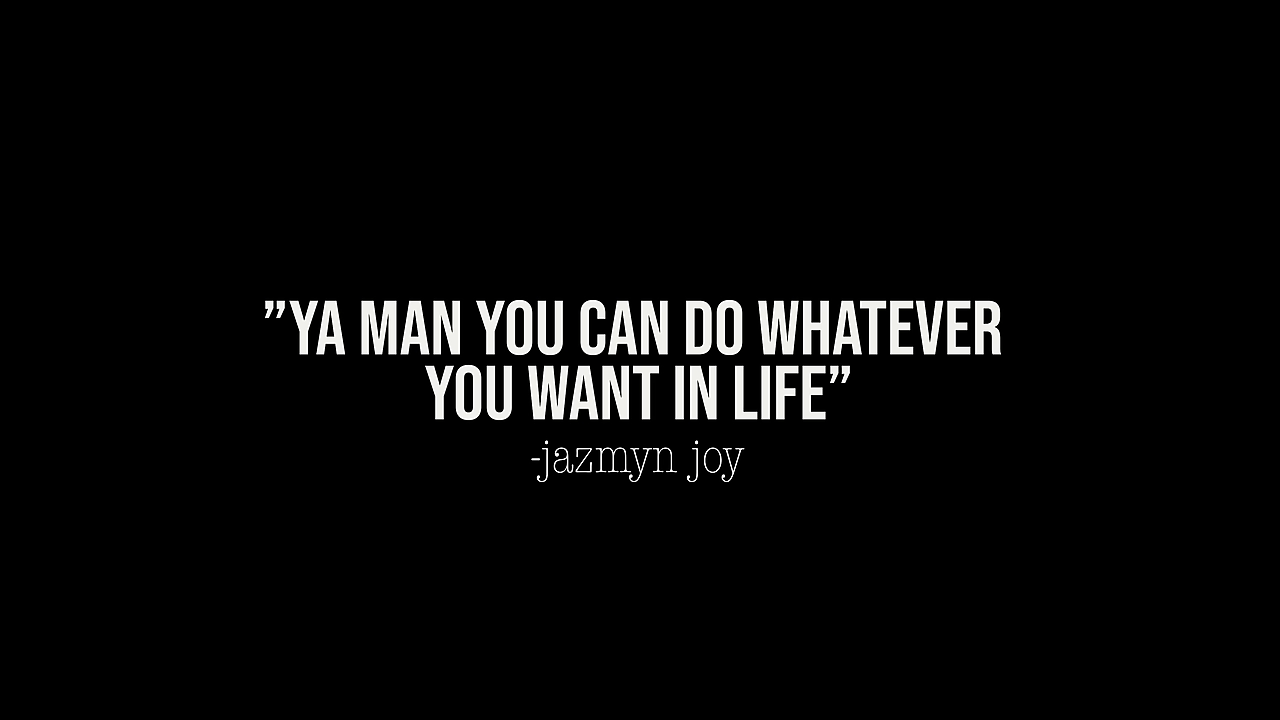 ”YA MAN YOU CAN DO WHATEVER
YOU WANT IN LIFE”
-jazmyn joy